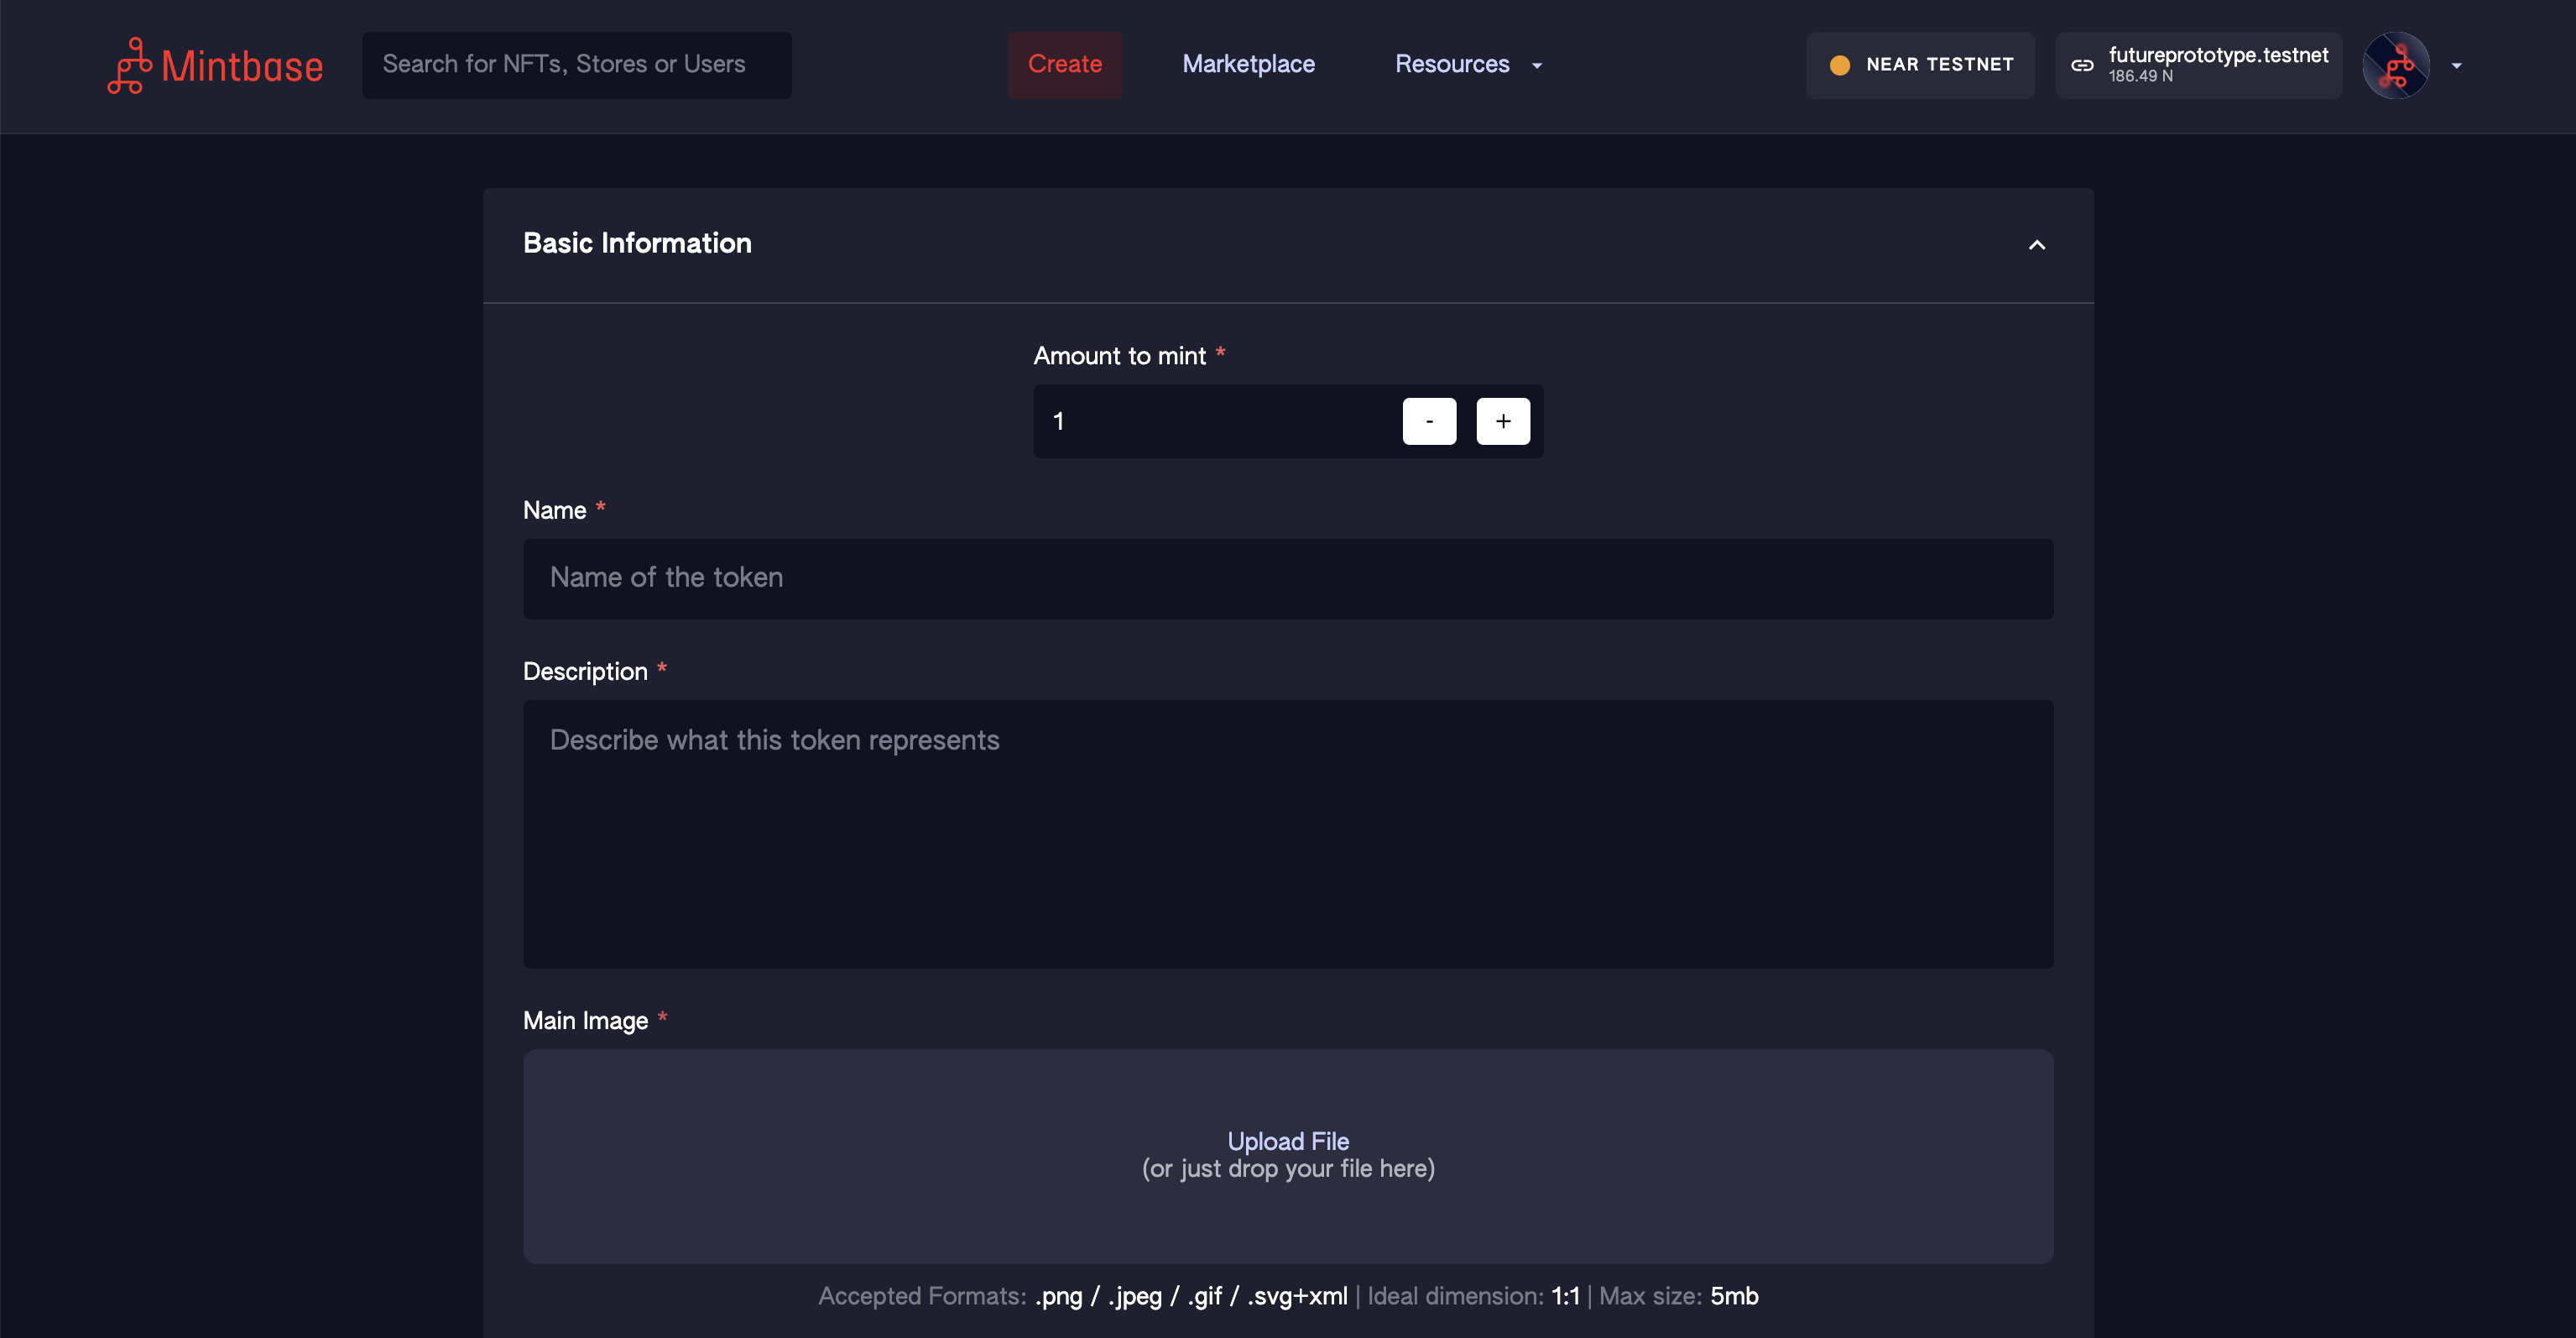 Mintbase
Search for NFTs, Stores or Users
Create
Marketplace
Resources
NEAR TESTNET
futureprototype.testnet
186.49 N
Basic Information
Amount to mint *
1
-
+
Name *
Name of the token
Description *
Describe what this token represents
Main Image *
Upload File
(or just drop your file here)
Accepted Formats: .png / .jpeg / .gif / .svg+xml | Ideal dimension: 1:1 | Max size: 5mb